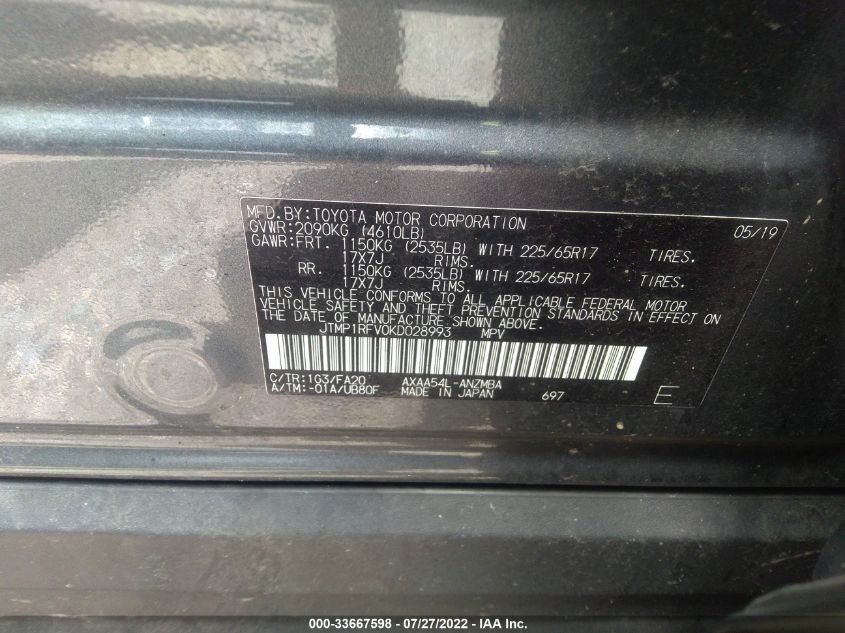 MFD.BY:TOYOTA MOTOR CORPORATION 05/19
GVWR:2090KG (4610LB)
GAWR:FRT. 1150KG (2535LB) WITH 225/65R17 TIRES.
17X7J RIMS.
RR. 1150KG (2535LB) WITH 225/65R17 TIRES.
17X7J RIMS.
THIS VEHICLE CONFORMS TO ALL APPLICABLE FEDERAL MOTOR
VEHICLE SAFETY AND THEFT PREVENTION STANDARDS IN EFFECT ON
THE DATE OF MANUFACTURE SHOWN ABOVE.
JTMP1RFV0KD028993 MPV
C/TR:1G3/FA20 AXAA54L-ANZMBA
A/TM:-01A/UB80F MADE IN JAPAN 697 E
000-33667598 - 07/27/2022 - IAA Inc.